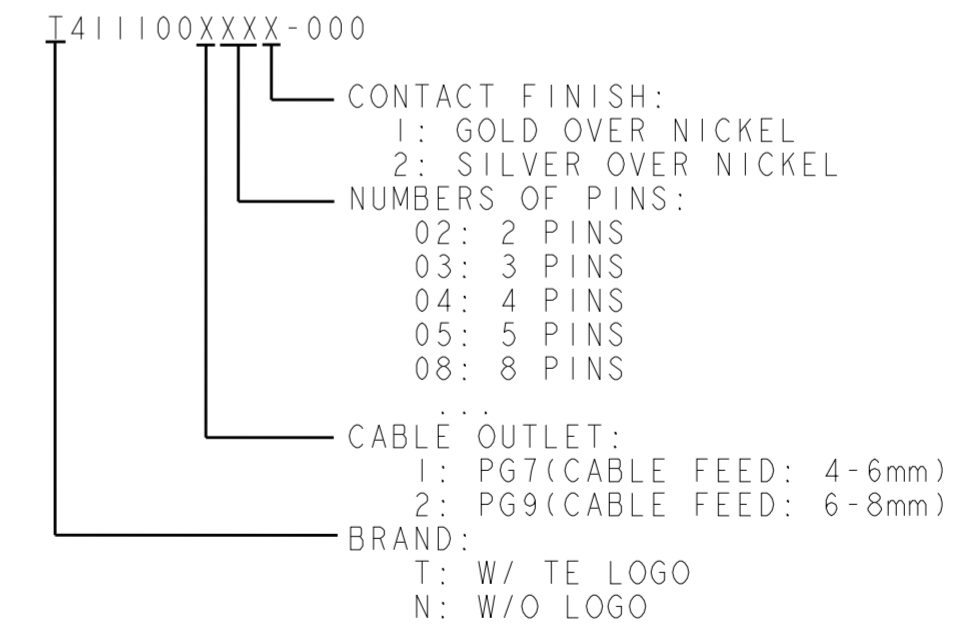 T411100XXXX-000
CONTACT FINISH:
1: GOLD OVER NICKEL
2: SILVER OVER NICKEL
NUMBERS OF PINS:
02: 2 PINS
03: 3 PINS
04: 4 PINS
05: 5 PINS
08: 8 PINS
...
CABLE OUTLET:
1: PG7(CABLE FEED: 4-6mm)
2: PG9(CABLE FEED: 6-8mm)
BRAND:
T: W/ TE LOGO
N: W/O LOGO